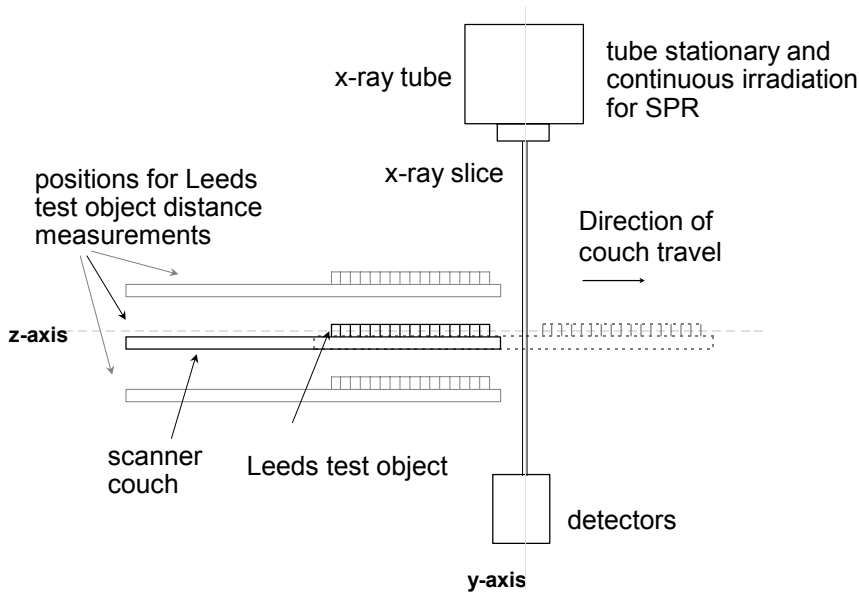 x-ray tube
tube stationary and
continuous irradiation
for SPR
x-ray slice
positions for Leeds
test object distance
measurements
Direction of
couch travel
z-axis
scanner
couch
Leeds test object
detectors
y-axis